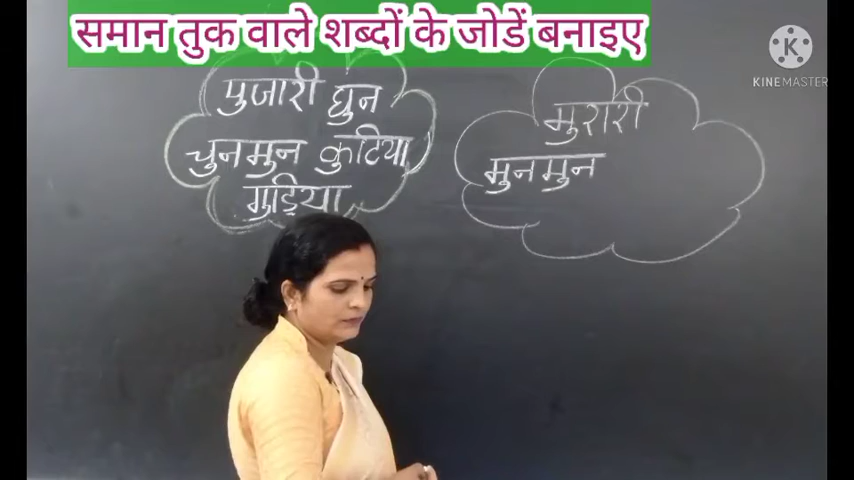 समान तुक वाले शब्दों के जोडें बनाइए
KINEMASTER
पुजारी घुन
चुनमुन कुटिया
गुड़िया
मुरारी
मुनमुन